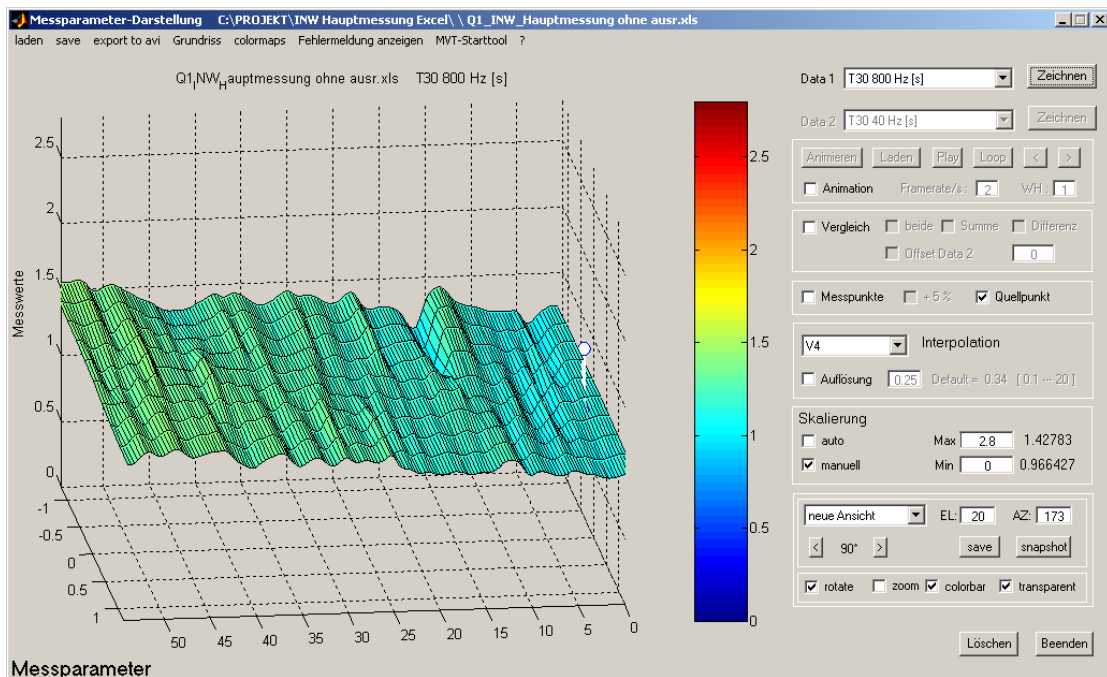 Messparameter-Darstellung C:\PROJEKT\INW Hauptmessung Excel\ \ Q1_INW_Hauptmessung ohne ausr.xls
laden save export to avi Grundriss colormaps Fehlermeldung anzeigen MVT-Starttool ?
Q1INWHauptmessung ohne ausr.xls T30 800 Hz [s]
Data 1 T30 800 Hz [s] Zeichnen
Data 2 T30 40 Hz [s] Zeichnen
Animieren Laden Play Loop < >
Animation Framerate/s : 2 WH : 1
Vergleich beide Summe Differenz
Offset Data 2 0
Messpunkte + 5 % Quellpunkt
V4 Interpolation
Auflösung 0.25 Default = 0.34 [ 0.1 --- 20 ]
Skalierung
auto Max 2.8 1.42783
manuell Min 0 0.966427
neue Ansicht EL: 20 AZ: 173
< 90° > save snapshot
rotate zoom colorbar transparent
Löschen Beenden
Messwerte
2.5
2
1.5
1
0.5
0
-1
-0.5
0
0.5
1
50 45 40 35 30 25 20 15 10 5 0
2.5
2
1.5
1
0.5
0
Messparameter